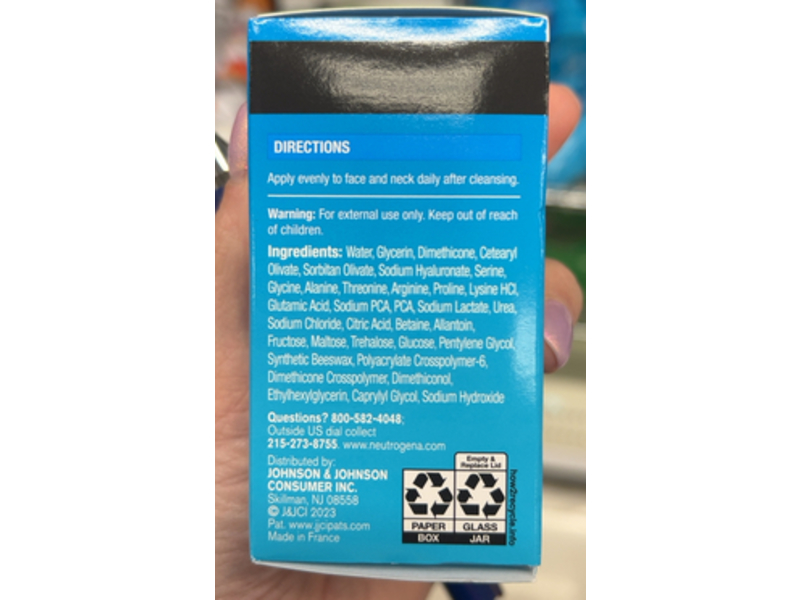 DIRECTIONS
Apply evenly to face and neck daily after cleansing.
Warning: For external use only. Keep out of reach
of children.
Ingredients: Water, Glycerin, Dimethicone, Cetearyl
Olivate, Sorbitan Olivate, Sodium Hyaluronate, Serine,
Glycine, Alanine, Threonine, Arginine, Proline, Lysine HCl,
Glutamic Acid, Sodium PCA, PCA, Sodium Lactate, Urea,
Sodium Chloride, Citric Acid, Betaine, Allantoin,
Fructose, Maltose, Trehalose, Glucose, Pentylene Glycol,
Synthetic Beeswax, Polyacrylate Crosspolymer-6,
Dimethicone Crosspolymer, Dimethiconol,
Ethylhexylglycerin, Caprylyl Glycol, Sodium Hydroxide
Questions? 800-582-4048;
Outside US dial collect
215-273-8755. www.neutrogena.com
Distributed by:
JOHNSON & JOHNSON
CONSUMER INC.
Skillman, NJ 08558
© J&JCI 2023
Pat. www.jjcipats.com
Made in France
Empty &
Replace Lid
PAPER
BOX
GLASS
JAR
how2recycle.info